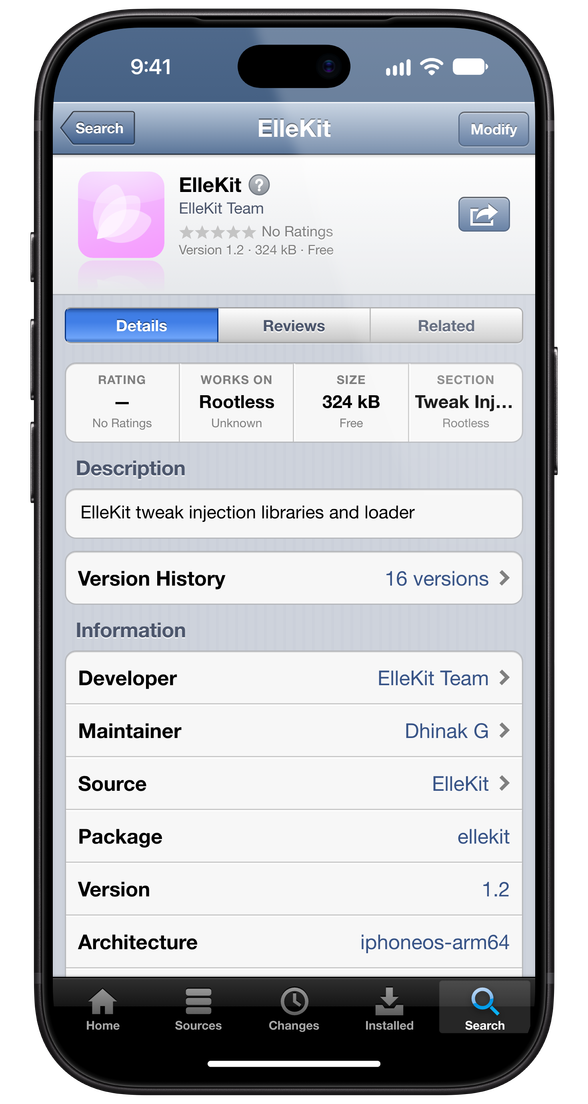 9:41
Search
ElleKit
Modify
ElleKit ?
ElleKit Team
No Ratings
Version 1.2 · 324 kB · Free
Details Reviews Related
RATING WORKS ON SIZE SECTION
– Rootless 324 kB Tweak Inj...
No Ratings Unknown Free Rootless
Description
ElleKit tweak injection libraries and loader
Version History 16 versions
Information
Developer ElleKit Team
Maintainer Dhinak G
Source ElleKit
Package ellekit
Version 1.2
Architecture iphoneos-arm64
Home Sources Changes Installed Search